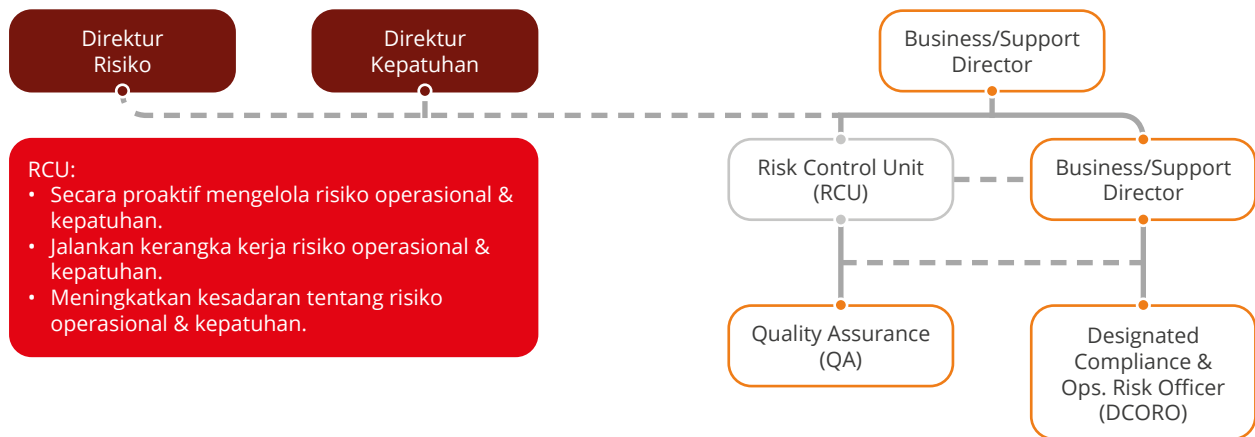 Direktur
Risiko
Direktur
Kepatuhan
Business/Support
Director
RCU:
• Secara proaktif mengelola risiko operasional &
kepatuhan.
• Jalankan kerangka kerja risiko operasional &
kepatuhan.
• Meningkatkan kesadaran tentang risiko
operasional & kepatuhan.
Risk Control Unit
(RCU)
Business/Support
Director
Quality Assurance
(QA)
Designated
Compliance &
Ops. Risk Officer
(DCORO)